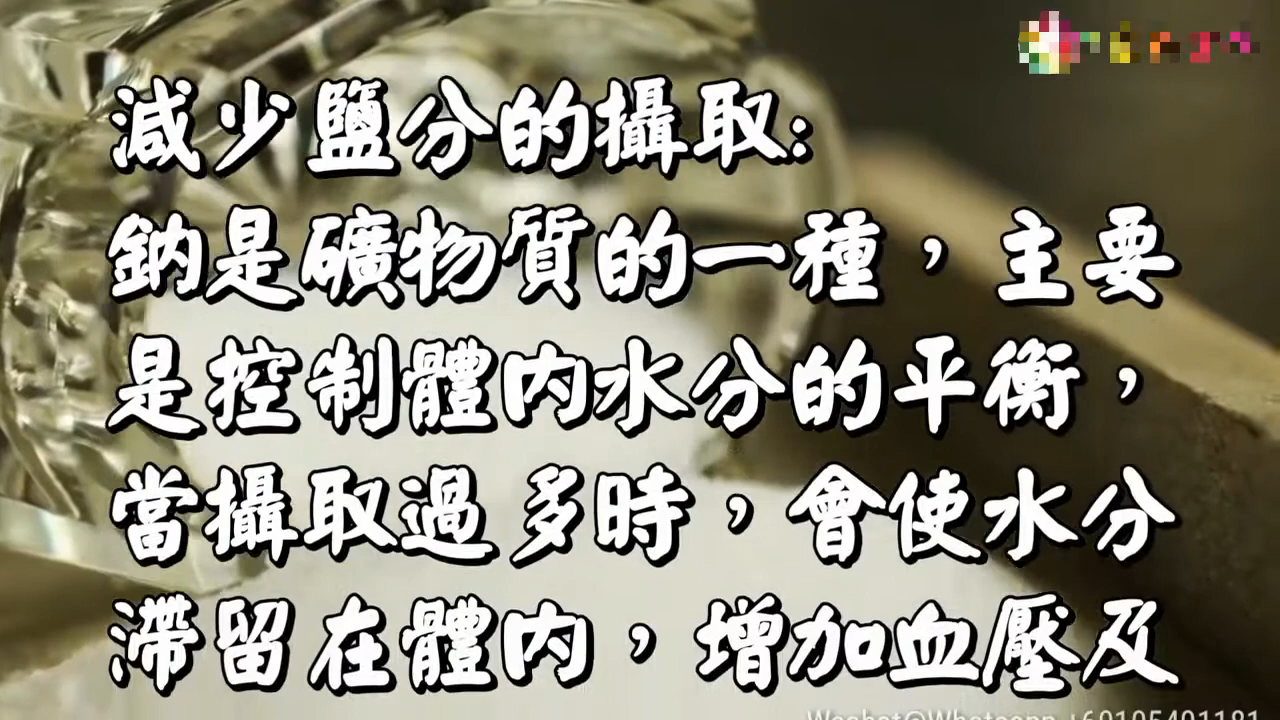 減少鹽分的攝取:
鈉是礦物質的一種，主要
是控制體內水分的平衡，
當攝取過多時，會使水分
滯留在體內，增加血壓及